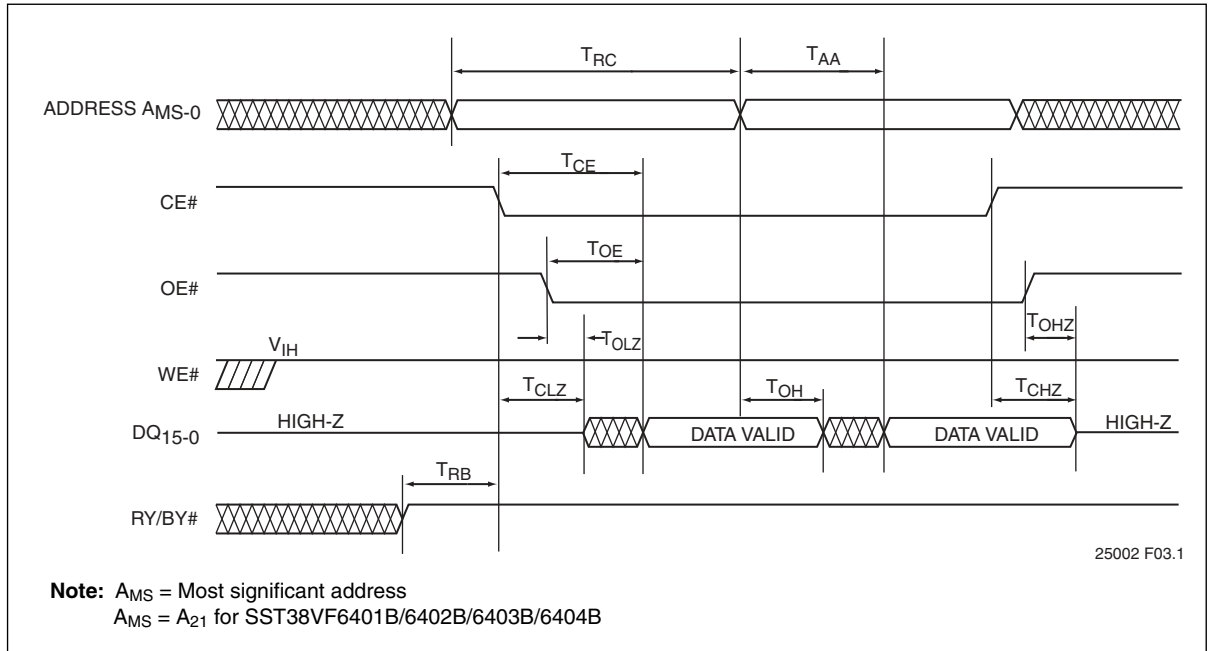 TRC
TAA
ADDRESS AMS-0
TCE
CE#
TOE
OE#
TOLZ
TOHZ
VIH
WE#
TCLZ
TOH
TCHZ
HIGH-Z
DQ15-0
DATA VALID
DATA VALID
HIGH-Z
TRB
RY/BY#
25002 F03.1
Note: AMS = Most significant address
AMS = A21 for SST38VF6401B/6402B/6403B/6404B